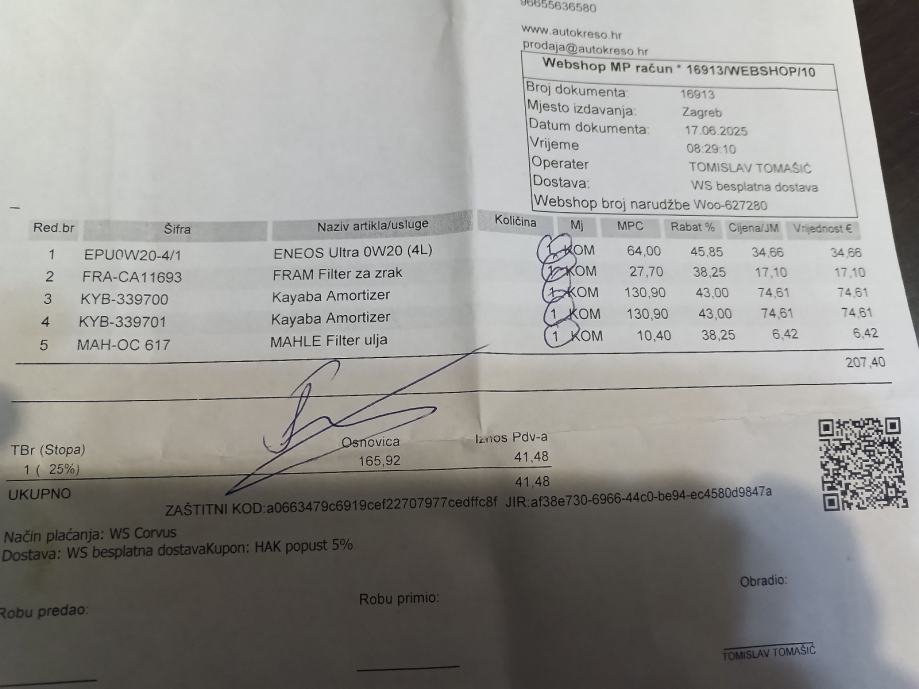 96655636580
www.autokreso.hr
prodaja@autokreso.hr
Webshop MP račun * 16913/WEBSHOP/10
Broj dokumenta: 16913
Mjesto izdavanja: Zagreb
Datum dokumenta: 17.06.2025
Vrijeme 08:29:10
Operater TOMISLAV TOMAŠIĆ
Dostava: WS besplatna dostava
Webshop broj narudžbe Woo-627280
Red.br Šifra Naziv artikla/usluge Količina Mj MPC Rabat % Cijena/JM Vrijednost €
1 EPU0W20-4/1 ENEOS Ultra 0W20 (4L) 1 KOM 64,00 45,85 34,66 34,66
2 FRA-CA11693 FRAM Filter za zrak 1 KOM 27,70 38,25 17,10 17,10
3 KYB-339700 Kayaba Amortizer 1 KOM 130,90 43,00 74,61 74,61
4 KYB-339701 Kayaba Amortizer 1 KOM 130,90 43,00 74,61 74,61
5 MAH-OC 617 MAHLE Filter ulja 1 KOM 10,40 38,25 6,42 6,42
207,40
TBr (Stopa) Osnovica Iznos Pdv-a
1 ( 25%) 165,92 41,48
UKUPNO 41,48
ZAŠTITNI KOD:a0663479c6919cef22707977cedffc8f JIR:af38e730-6966-44c0-be94-ec4580d9847a
Način plaćanja: WS Corvus
Dostava: WS besplatna dostavaKupon: HAK popust 5%
Robu predao: Robu primio: Obradio:
TOMISLAV TOMAŠIĆ